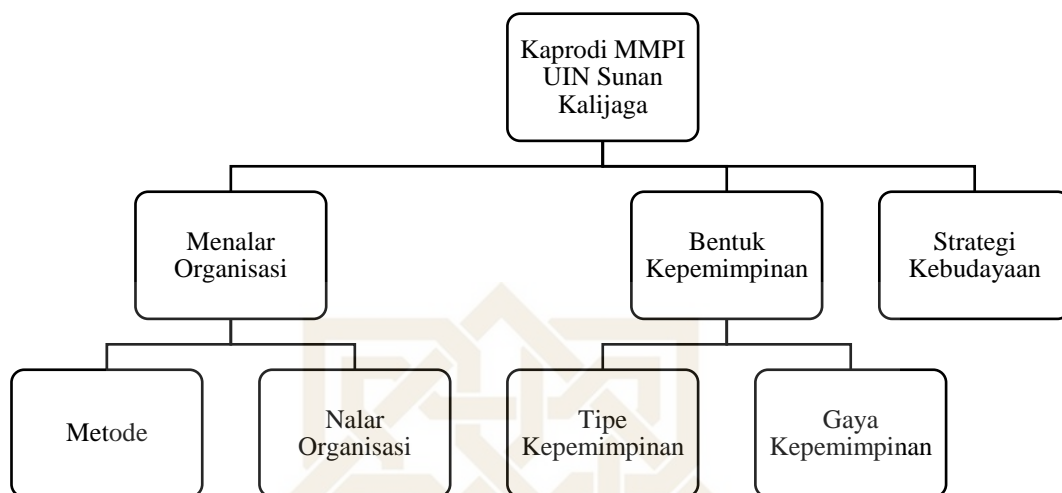 Kaprodi MMPI
UIN Sunan
Kalijaga
Menalar
Organisasi
Bentuk
Kepemimpinan
Strategi
Kebudayaan
Metode
Nalar
Organisasi
Tipe
Kepemimpinan
Gaya
Kepemimpinan